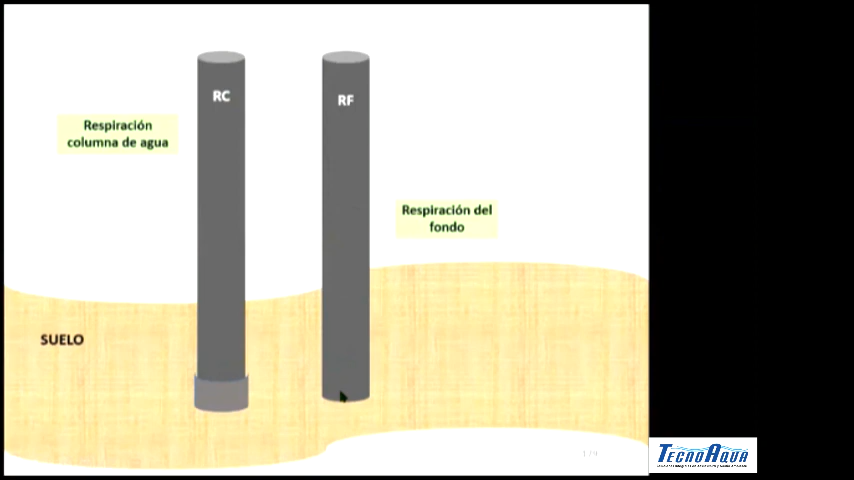 RC
RF
Respiración
columna de agua
Respiración del
fondo
SUELO
TECNOAQUA